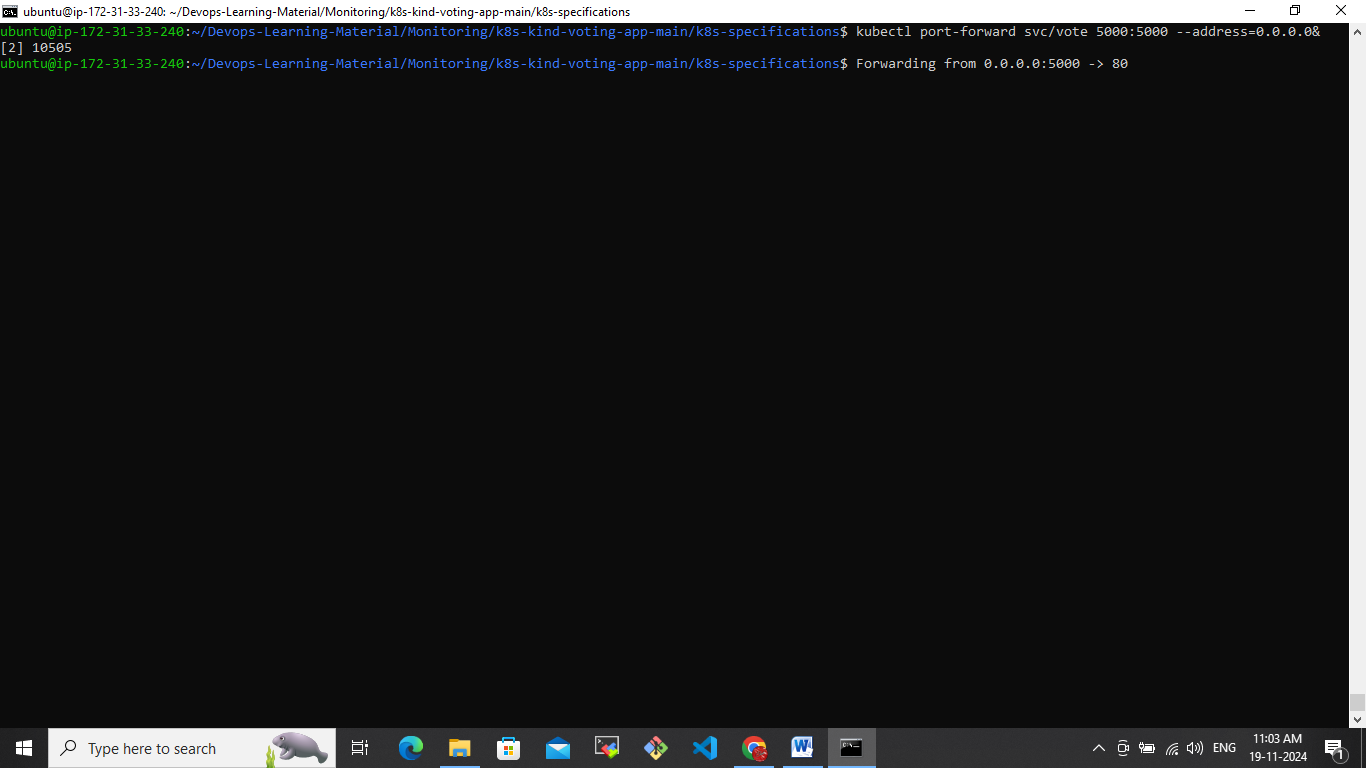 ubuntu@ip-172-31-33-240: ~/Devops-Learning-Material/Monitoring/k8s-kind-voting-app-main/k8s-specifications
ubuntu@ip-172-31-33-240:~/Devops-Learning-Material/Monitoring/k8s-kind-voting-app-main/k8s-specifications$ kubectl port-forward svc/vote 5000:5000 --address=0.0.0.0&
[2] 10505
ubuntu@ip-172-31-33-240:~/Devops-Learning-Material/Monitoring/k8s-kind-voting-app-main/k8s-specifications$ Forwarding from 0.0.0.0:5000 -> 80
Type here to search
ENG
11:03 AM
19-11-2024
1